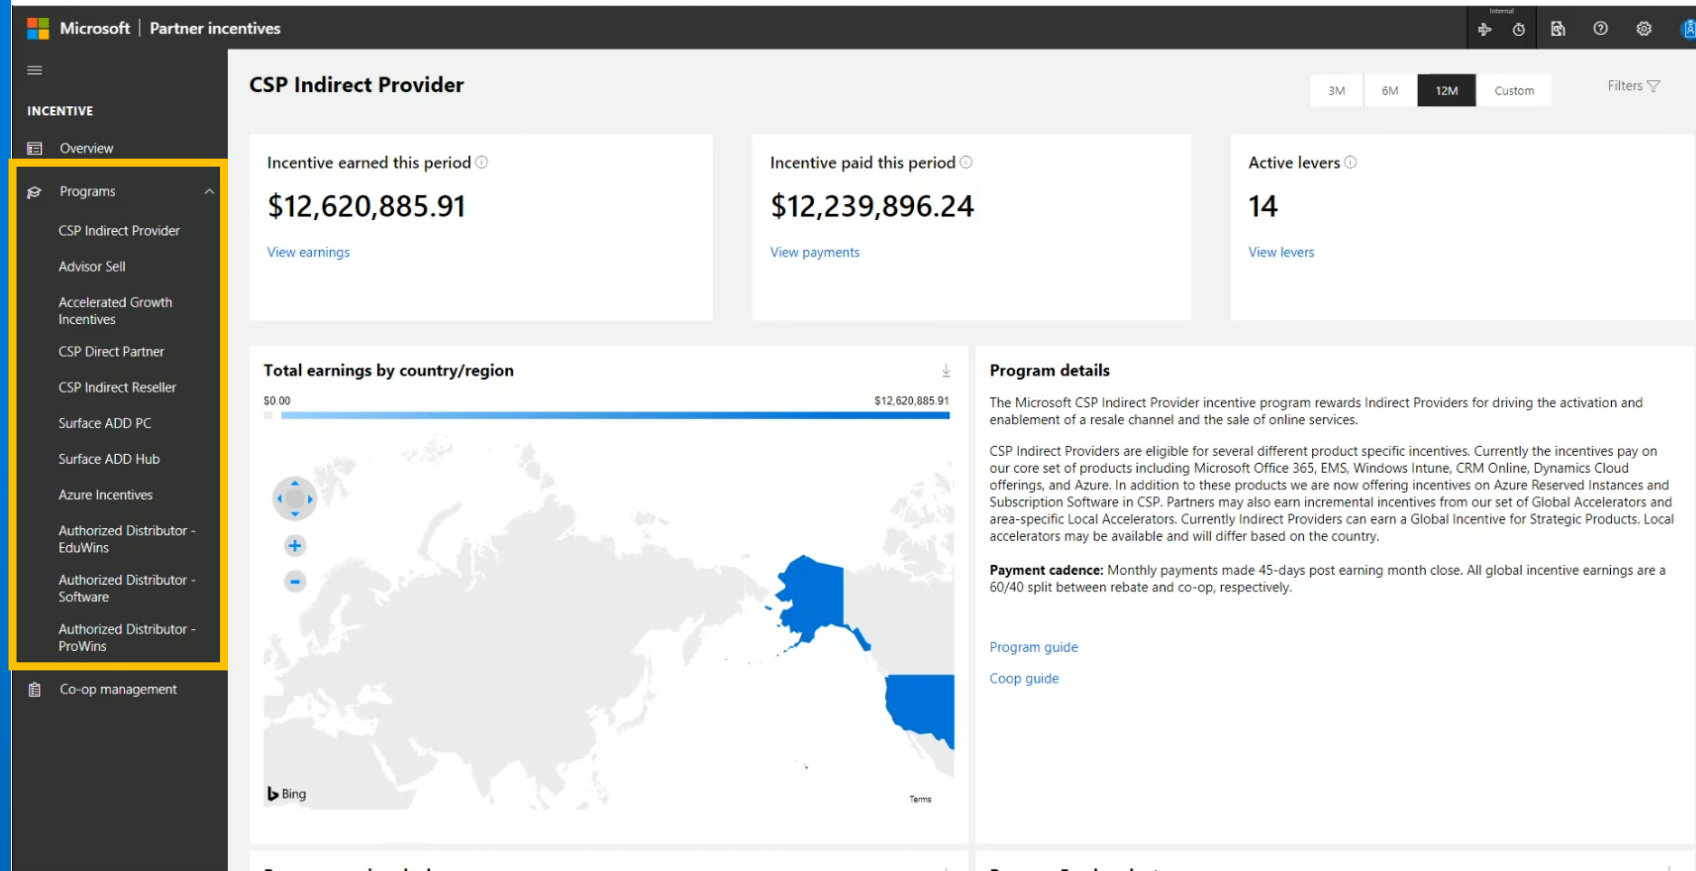 Microsoft | Partner incentives
Internal
INCENTIVE
Overview
Programs
CSP Indirect Provider
Advisor Sell
Accelerated Growth
Incentives
CSP Direct Partner
CSP Indirect Reseller
Surface ADD PC
Surface ADD Hub
Azure Incentives
Authorized Distributor -
EduWins
Authorized Distributor -
Software
Authorized Distributor -
ProWins
Co-op management
CSP Indirect Provider
3M
6M
12M
Custom
Filters
Incentive earned this period
$12,620,885.91
View earnings
Incentive paid this period
$12,239,896.24
View payments
Active levers
14
View levers
Total earnings by country/region
$0.00
$12,620,885.91
Bing
Terms
Program details
The Microsoft CSP Indirect Provider incentive program rewards Indirect Providers for driving the activation and
enablement of a resale channel and the sale of online services.
CSP Indirect Providers are eligible for several different product specific incentives. Currently the incentives pay on
our core set of products including Microsoft Office 365, EMS, Windows Intune, CRM Online, Dynamics Cloud
offerings, and Azure. In addition to these products we are now offering incentives on Azure Reserved Instances and
Subscription Software in CSP. Partners may also earn incremental incentives from our set of Global Accelerators and
area-specific Local Accelerators. Currently Indirect Providers can earn a Global Incentive for Strategic Products. Local
accelerators may be available and will differ based on the country.
Payment cadence: Monthly payments made 45-days post earning month close. All global incentive earnings are a
60/40 split between rebate and co-op, respectively.
Program guide
Coop guide